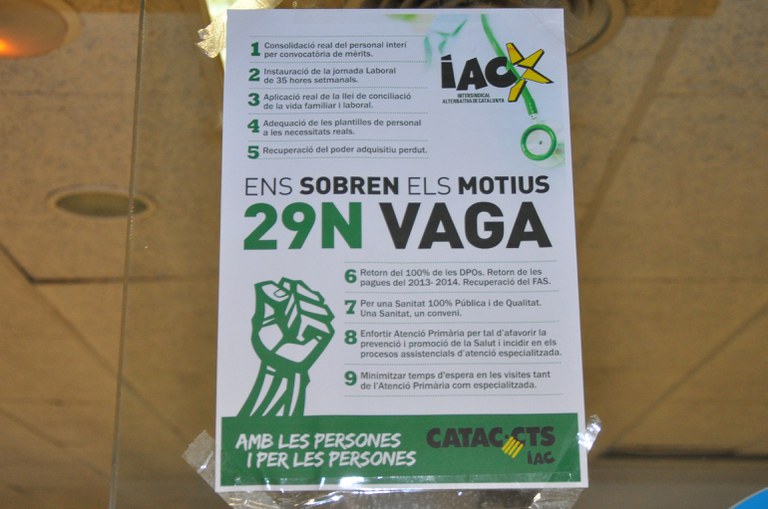 1 Consolidació real del personal interí
per convocatòria de mèrits.
2 Instauració de la jornada Laboral
de 35 hores setmanals.
3 Aplicació real de la llei de conciliació
de la vida familiar i laboral.
4 Adequació de les plantilles de personal
a les necessitats reals.
5 Recuperació del poder adquisitiu perdut.
IAC
INTERSINDICAL
ALTERNATIVA DE CATALUNYA
ENS SOBREN ELS MOTIUS
29N VAGA
6 Retorn del 100% de les DPOs. Retorn de les
pagues del 2013- 2014. Recuperació del FAS.
7 Per una Sanitat 100% Pública i de Qualitat.
Una Sanitat, un conveni.
8 Enfortir Atenció Primària per tal d'afavorir la
prevenció i promoció de la Salut i incidir en els
procesos assistencials d'atenció especialitzada.
9 Minimitzar temps d'espera en les visites tant
de l'Atenció Primària com especialitzada.
AMB LES PERSONES
I PER LES PERSONES
CATAC-CTS
IAC